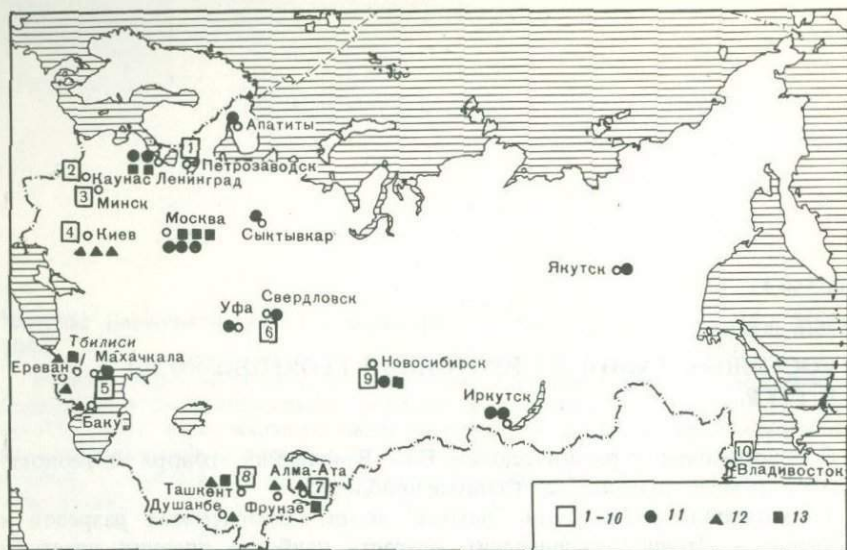 Апатиты
1
Петрозаводск
2
Каунас Ленинград
3
Минск
Москва
4
Киев
Сыктывкар
Якутск
Уфа
Свердловск
6
Тбилиси
Махачкала
Ереван
5
Баку
Новосибирск
9
Иркутск
10
Владивосток
8
Алма-Ата
Ташкент
7
Душанбе
Фрунзе
1-10
11
12
13